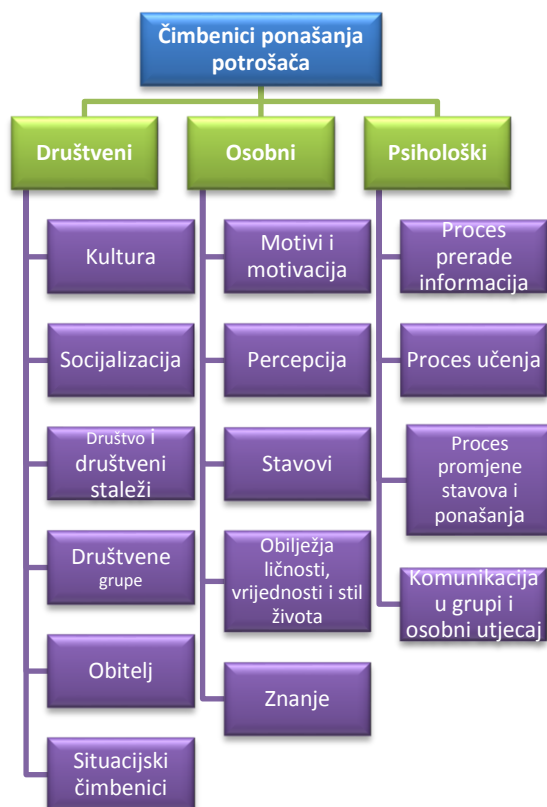 Čimbenici ponašanja
potrošača
Društveni
Osobni
Psihološki
Kultura
Socijalizacija
Društvo i
društveni
staleži
Društvene
grupe
Obitelj
Situacijski
čimbenici
Motivi i
motivacija
Percepcija
Stavovi
Obilježja
ličnosti,
vrijednosti i stil
života
Znanje
Proces
prerade
informacija
Proces učenja
Proces
promjene
stavova i
ponašanja
Komunikacija
u grupi i
osobni utjecaj